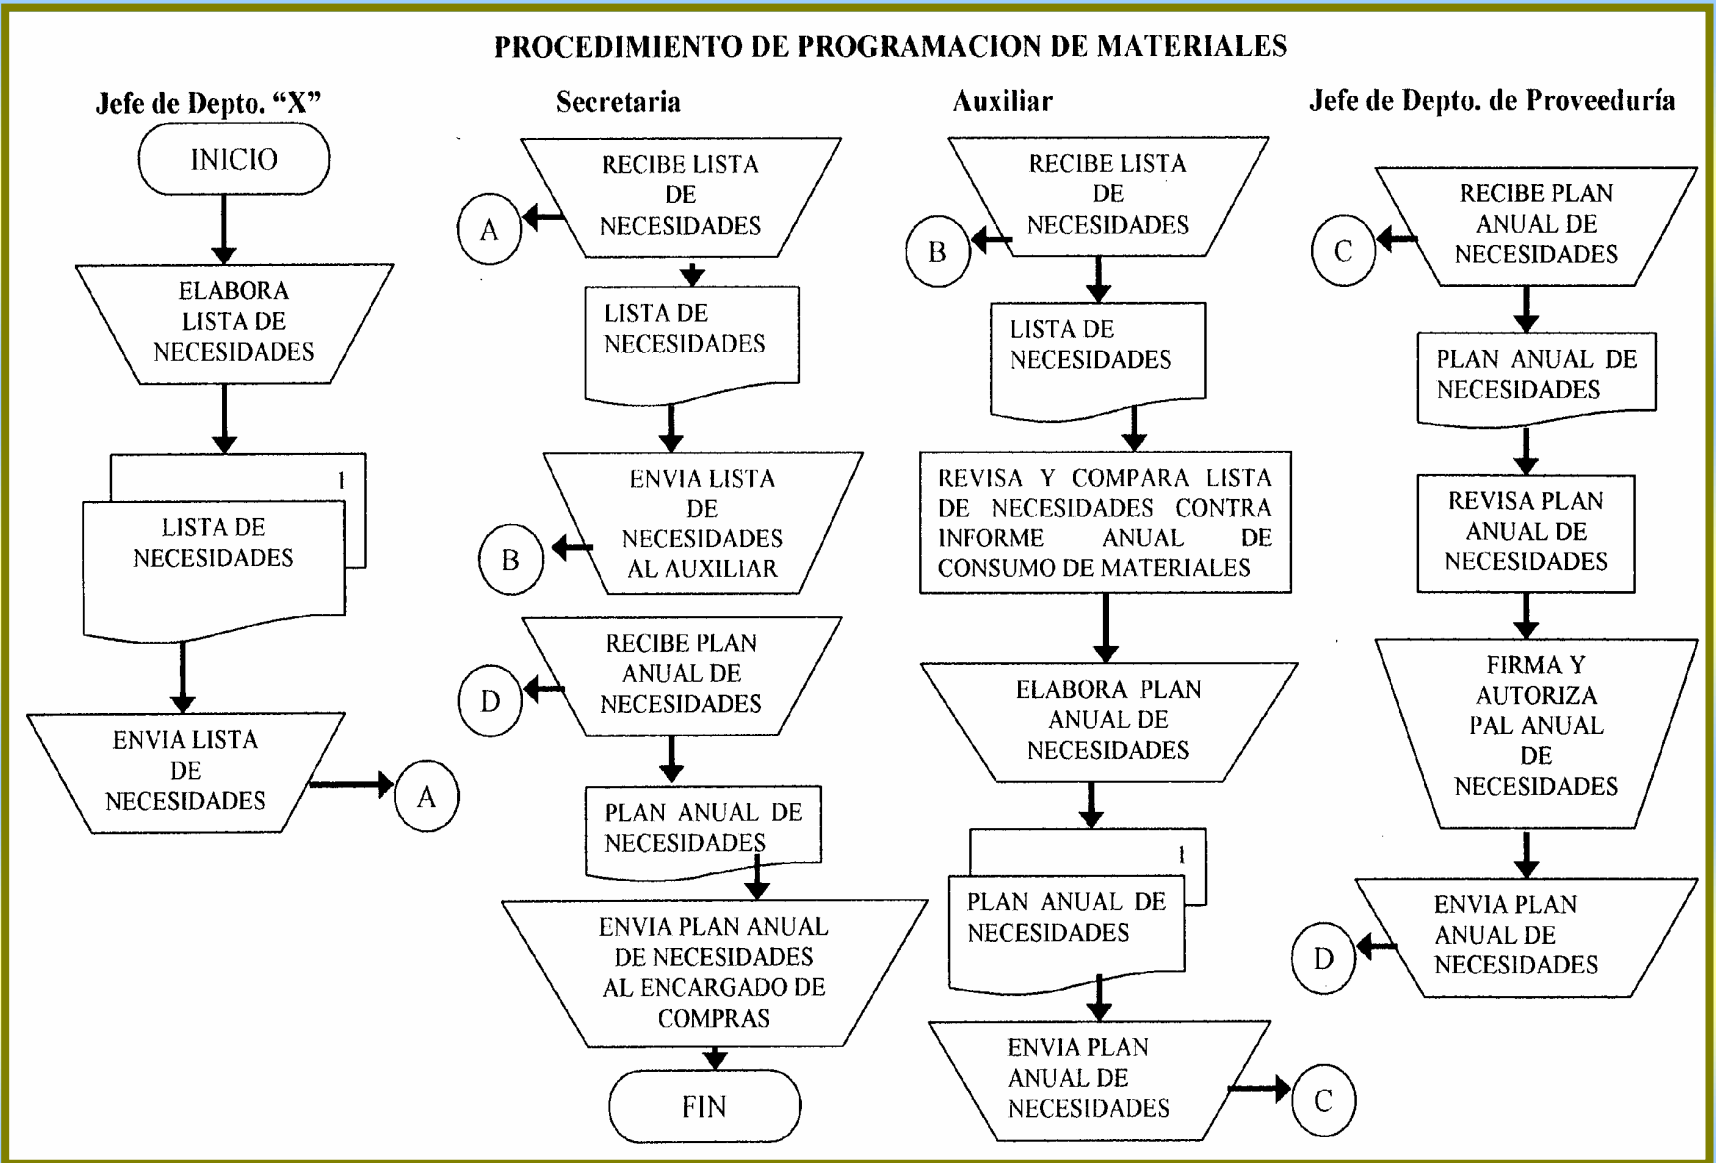 PROCEDIMIENTO DE PROGRAMACION DE MATERIALES
Jefe de Depto. “X”
INICIO
ELABORA
LISTA DE
NECESIDADES
1
LISTA DE
NECESIDADES
ENVIA LISTA
DE
NECESIDADES
A
Secretaria
RECIBE LISTA
DE
NECESIDADES
A
LISTA DE
NECESIDADES
ENVIA LISTA
DE
NECESIDADES
AL AUXILIAR
B
RECIBE PLAN
ANUAL DE
NECESIDADES
D
PLAN ANUAL DE
NECESIDADES
ENVIA PLAN ANUAL
DE NECESIDADES
AL ENCARGADO DE
COMPRAS
FIN
Auxiliar
RECIBE LISTA
DE
NECESIDADES
B
LISTA DE
NECESIDADES
REVISA Y COMPARA LISTA
DE NECESIDADES CONTRA
INFORME ANUAL DE
CONSUMO DE MATERIALES
ELABORA PLAN
ANUAL DE
NECESIDADES
1
PLAN ANUAL DE
NECESIDADES
ENVIA PLAN
ANUAL DE
NECESIDADES
C
Jefe de Depto. de Proveeduría
RECIBE PLAN
ANUAL DE
NECESIDADES
C
PLAN ANUAL DE
NECESIDADES
REVISA PLAN
ANUAL DE
NECESIDADES
FIRMA Y
AUTORIZA
PAL ANUAL
DE
NECESIDADES
ENVIA PLAN
ANUAL DE
NECESIDADES
D